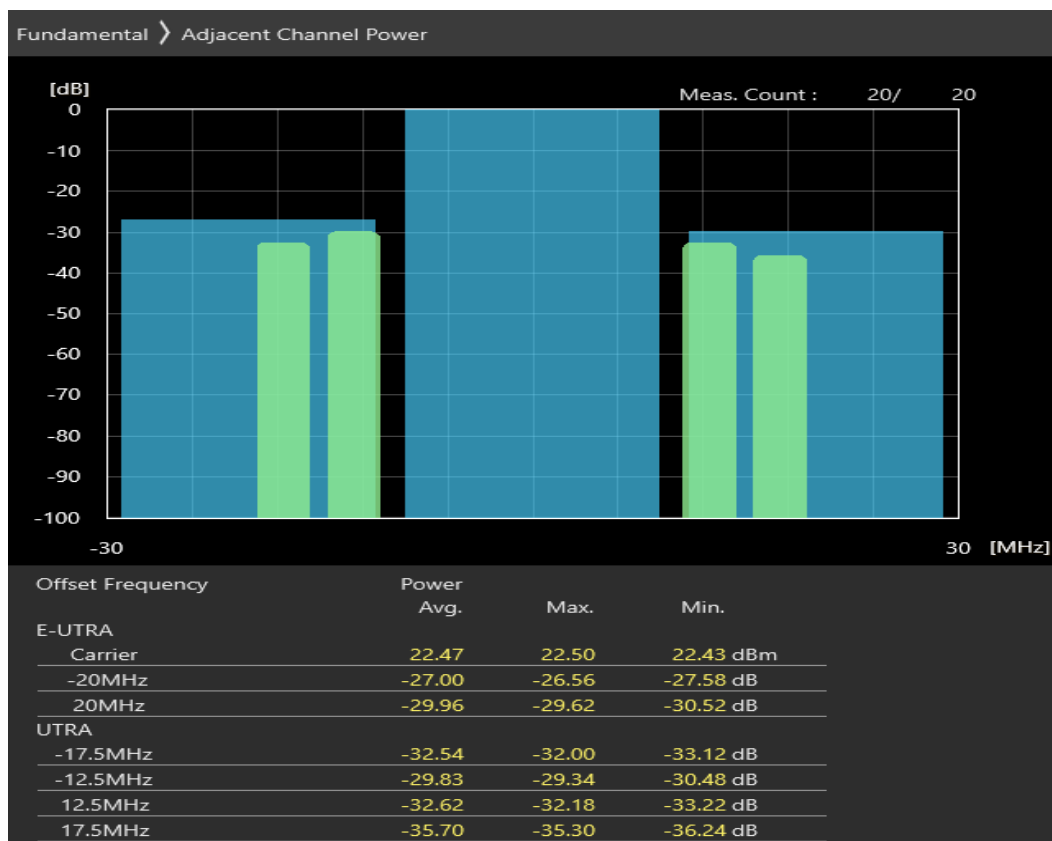 Fundamental 〉 Adjacent Channel Power
[dB]
Meas. Count : 20/ 20
0
-10
-20
-30
-40
-50
-60
-70
-80
-90
-100
-30 30 [MHz]
Offset Frequency Power
Avg. Max. Min.
E-UTRA
Carrier 22.47 22.50 22.43 dBm
-20MHz -27.00 -26.56 -27.58 dB
20MHz -29.96 -29.62 -30.52 dB
UTRA
-17.5MHz -32.54 -32.00 -33.12 dB
-12.5MHz -29.83 -29.34 -30.48 dB
12.5MHz -32.62 -32.18 -33.22 dB
17.5MHz -35.70 -35.30 -36.24 dB